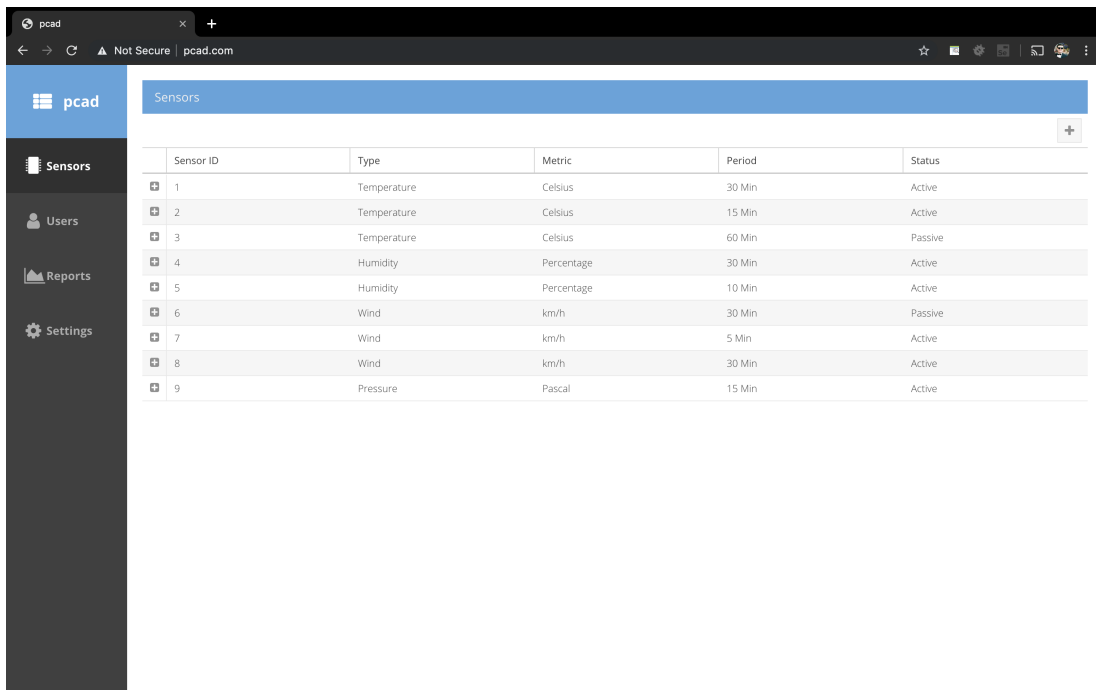 pcad
Not Secure | pcad.com
pcad
Sensors
Users
Reports
Settings
Sensors
Sensor ID Type Metric Period Status
1 Temperature Celsius 30 Min Active
2 Temperature Celsius 15 Min Active
3 Temperature Celsius 60 Min Passive
4 Humidity Percentage 30 Min Active
5 Humidity Percentage 10 Min Active
6 Wind km/h 30 Min Passive
7 Wind km/h 5 Min Active
8 Wind km/h 30 Min Active
9 Pressure Pascal 15 Min Active